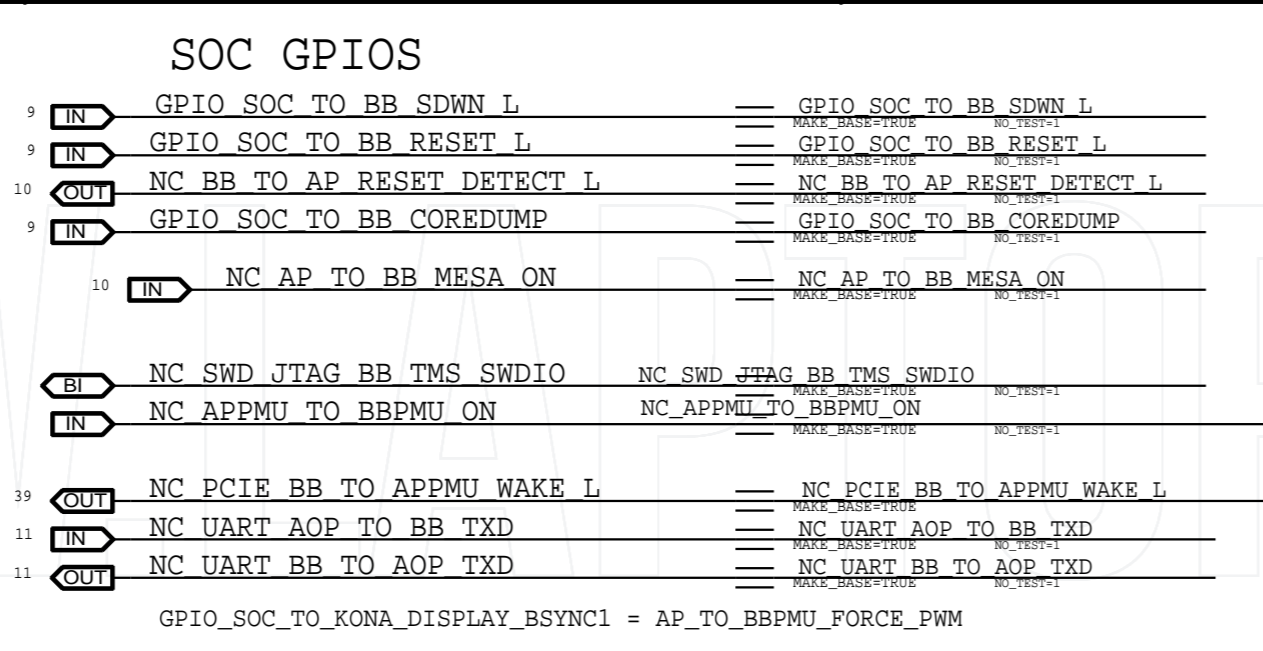 SOC GPIOS
9 IN GPIO_SOC_TO_BB_SDWN_L GPIO_SOC_TO_BB_SDWN_L
MAKE_BASE=TRUE NO_TEST=1
9 IN GPIO_SOC_TO_BB_RESET_L GPIO_SOC_TO_BB_RESET_L
MAKE_BASE=TRUE NO_TEST=1
10 OUT NC_BB_TO_AP_RESET_DETECT_L NC_BB_TO_AP_RESET_DETECT_L
MAKE_BASE=TRUE NO_TEST=1
9 IN GPIO_SOC_TO_BB_COREDUMP GPIO_SOC_TO_BB_COREDUMP
MAKE_BASE=TRUE NO_TEST=1
10 IN NC_AP_TO_BB_MESA_ON NC_AP_TO_BB_MESA_ON
MAKE_BASE=TRUE NO_TEST=1
BI NC_SWD_JTAG_BB_TMS_SWDIO NC_SWD_JTAG_BB_TMS_SWDIO
MAKE_BASE=TRUE NO_TEST=1
IN NC_APPMU_TO_BBPMU_ON NC_APPMU_TO_BBPMU_ON
MAKE_BASE=TRUE NO_TEST=1
39 OUT NC_PCIE_BB_TO_APPMU_WAKE_L NC_PCIE_BB_TO_APPMU_WAKE_L
MAKE_BASE=TRUE
11 IN NC_UART_AOP_TO_BB_TXD NC_UART_AOP_TO_BB_TXD
MAKE_BASE=TRUE NO_TEST=1
11 OUT NC_UART_BB_TO_AOP_TXD NC_UART_BB_TO_AOP_TXD
MAKE_BASE=TRUE NO_TEST=1
GPIO_SOC_TO_KONA_DISPLAY_BSYNC1 = AP_TO_BBPMU_FORCE_PWM